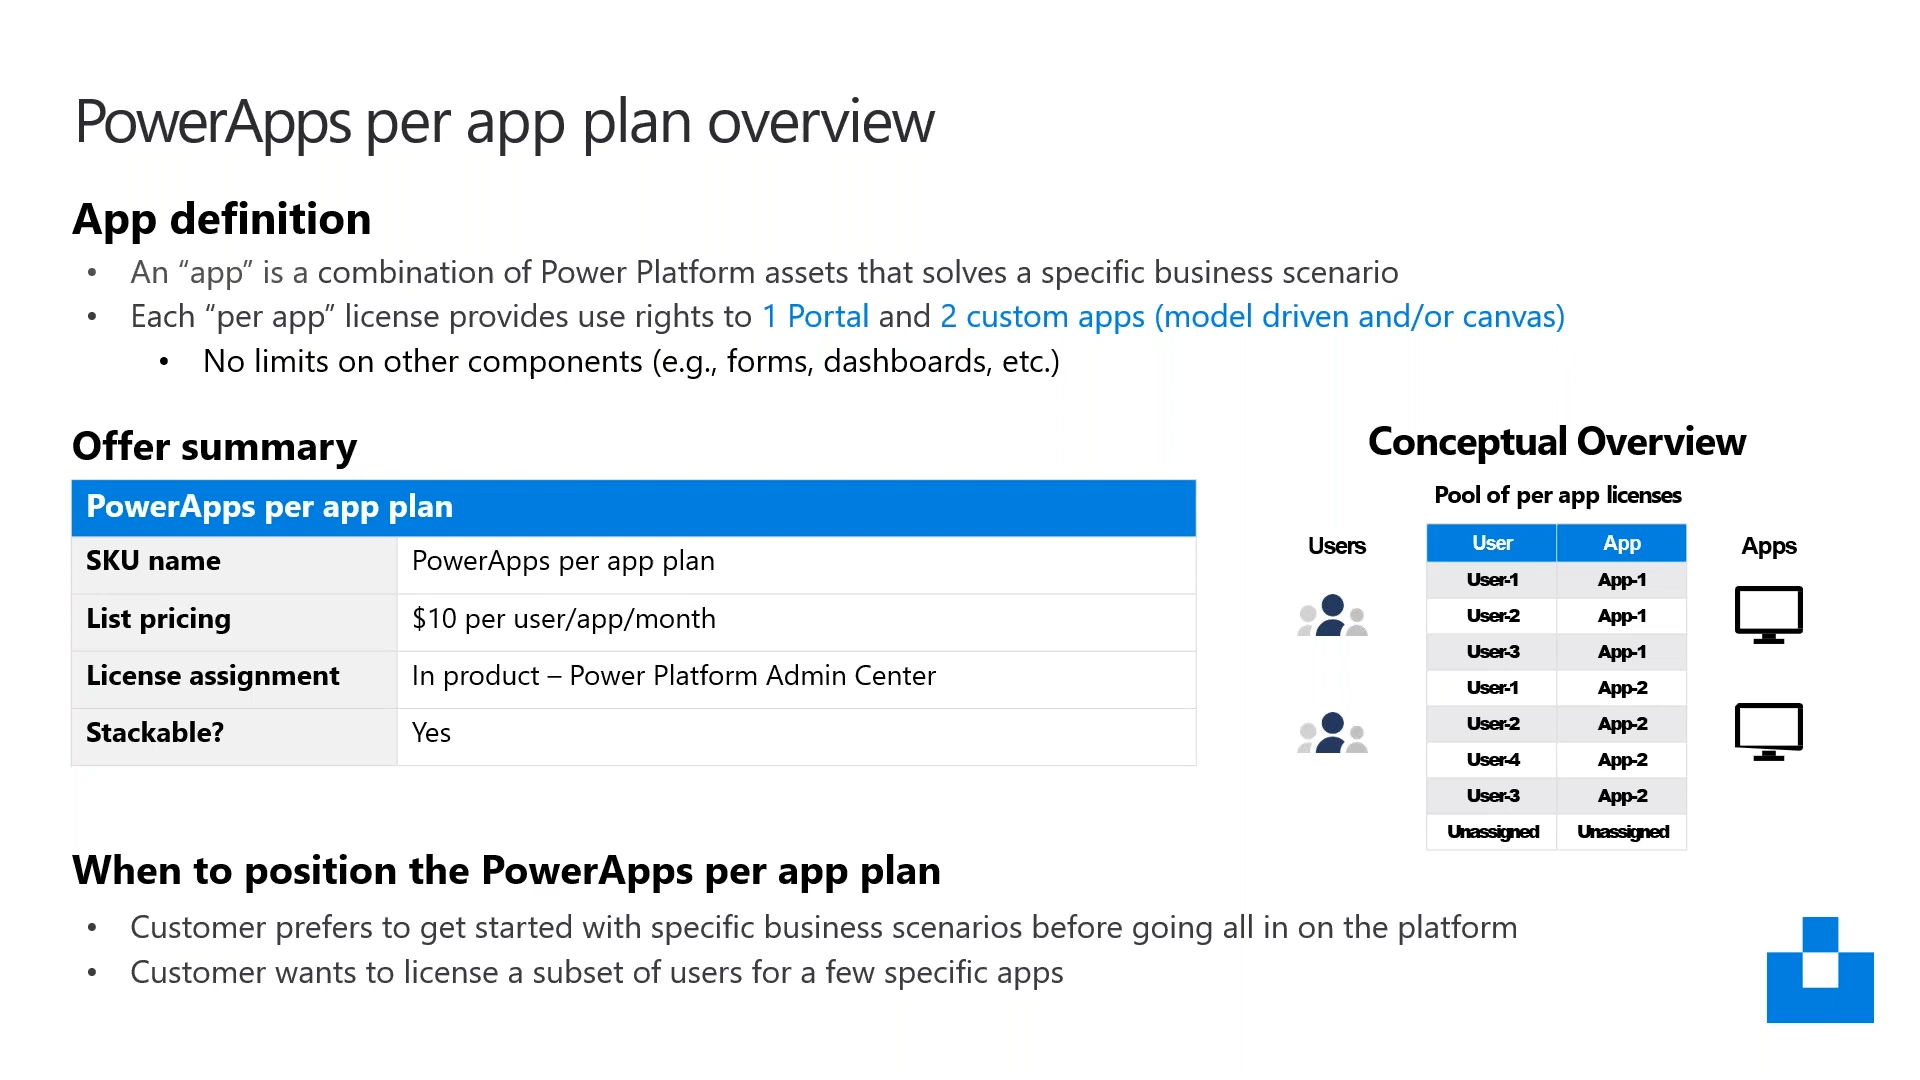 PowerApps per app plan overview
App definition
• An “app” is a combination of Power Platform assets that solves a specific business scenario
• Each “per app” license provides use rights to 1 Portal and 2 custom apps (model driven and/or canvas)
• No limits on other components (e.g., forms, dashboards, etc.)
Offer summary
PowerApps per app plan
SKU name PowerApps per app plan
List pricing $10 per user/app/month
License assignment In product – Power Platform Admin Center
Stackable? Yes
Conceptual Overview
Pool of per app licenses
Users
User App
User-1 App-1
User-2 App-1
User-3 App-1
User-1 App-2
User-2 App-2
User-4 App-2
User-3 App-2
Unassigned Unassigned
Apps
When to position the PowerApps per app plan
• Customer prefers to get started with specific business scenarios before going all in on the platform
• Customer wants to license a subset of users for a few specific apps